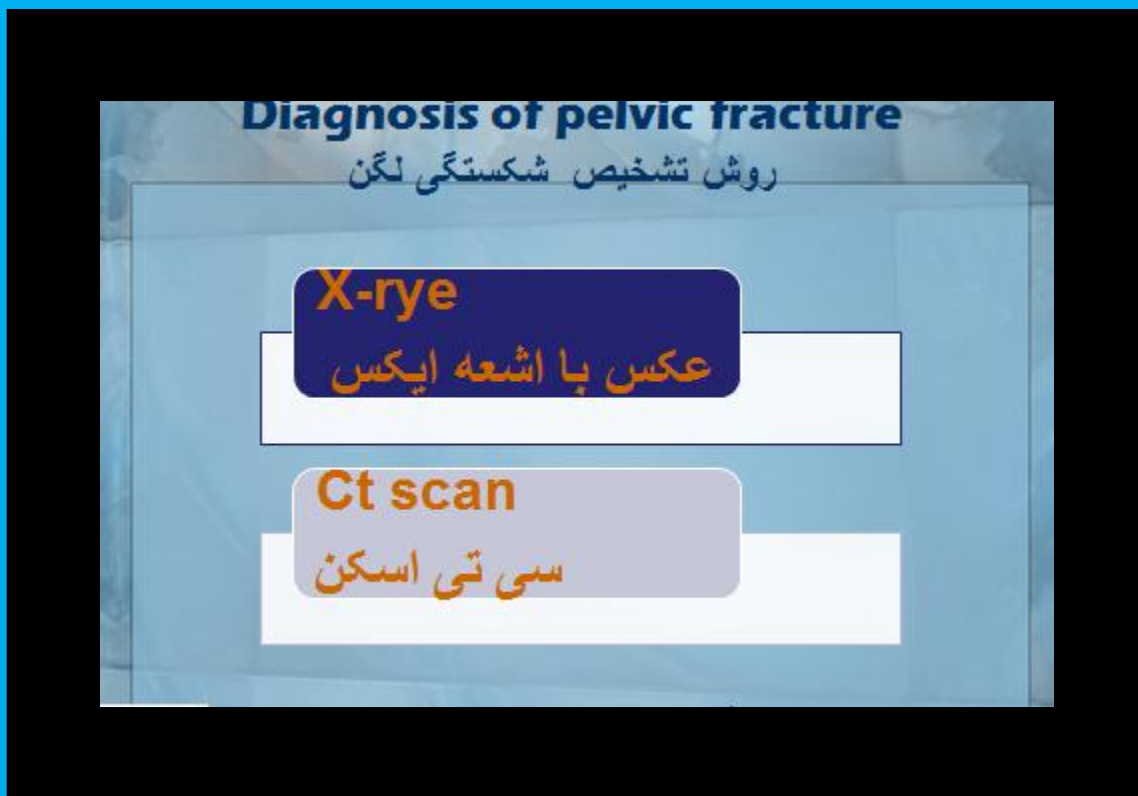 Diagnosis of pelvic fracture
روش تشخیص شکستگی لگن
X-rye
عکس با اشعه ایکس
Ct scan
سی تی اسکن